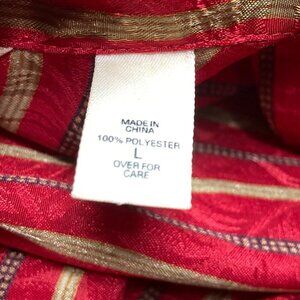 MADE IN
CHINA
100% POLYESTER
L
OVER FOR
CARE